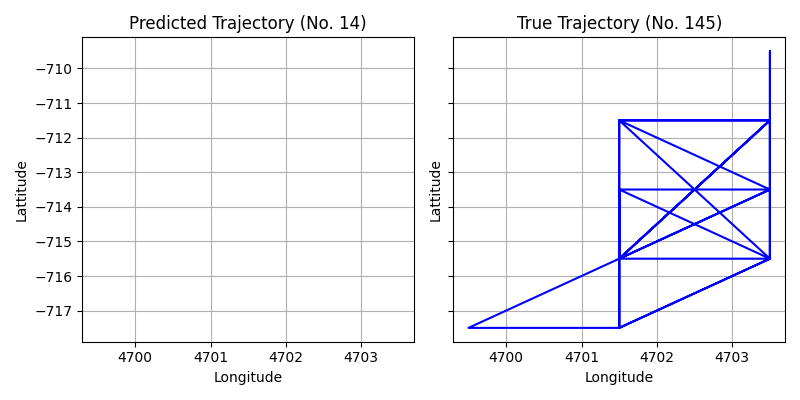 Predicted Trajectory (No. 14)
True Trajectory (No. 145)
Lattitude
−710
−711
−712
−713
−714
−715
−716
−717
4700
4701
4702
4703
Longitude
Lattitude
4700
4701
4702
4703
Longitude